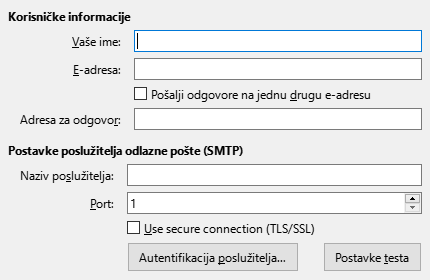 Korisničke informacije
Vaše ime:
E-adresa:
Pošalji odgovore na jednu drugu e-adresu
Adresa za odgovor:
Postavke poslužitelja odlazne pošte (SMTP)
Naziv poslužitelja:
Port: 1
Use secure connection (TLS/SSL)
Autentifikacija poslužitelja... Postavke testa